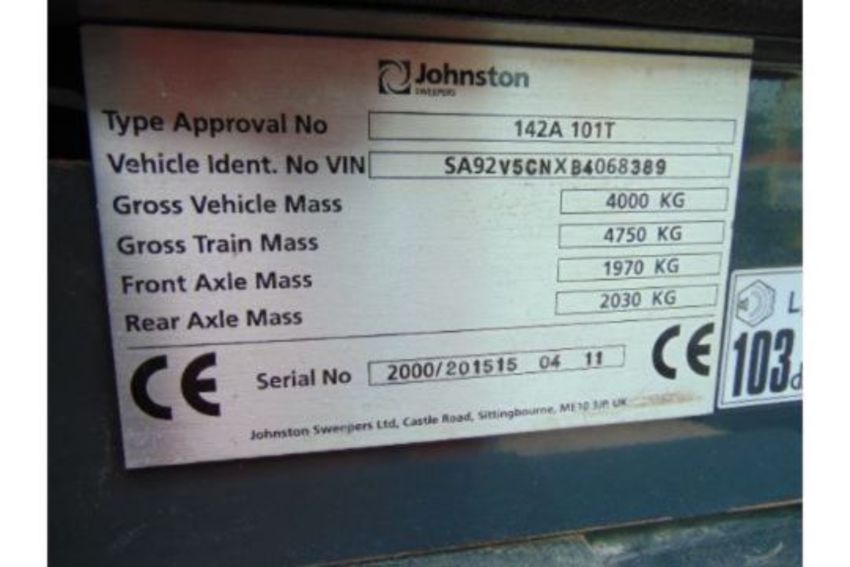 Johnston
SWEEPERS
Type Approval No 142A 101T
Vehicle Ident. No VIN SA92V5CNXB4068389
Gross Vehicle Mass 4000 KG
Gross Train Mass 4750 KG
Front Axle Mass 1970 KG
Rear Axle Mass 2030 KG
CE Serial No 2000/201515 04 11 CE
Johnston Sweepers Ltd, Castle Road, Sittingbourne, ME10 3JP. UK
L
103d